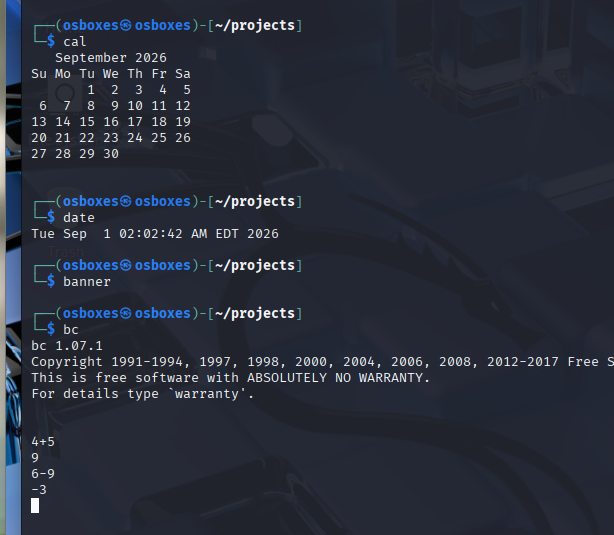 ┌──(osboxes㉿osboxes)-[~/projects]
└─$ cal
   September 2026
Su Mo Tu We Th Fr Sa
       1  2  3  4  5
 6  7  8  9 10 11 12
13 14 15 16 17 18 19
20 21 22 23 24 25 26
27 28 29 30
┌──(osboxes㉿osboxes)-[~/projects]
└─$ date
Tue Sep  1 02:02:42 AM EDT 2026
┌──(osboxes㉿osboxes)-[~/projects]
└─$ banner
┌──(osboxes㉿osboxes)-[~/projects]
└─$ bc
bc 1.07.1
Copyright 1991-1994, 1997, 1998, 2000, 2004, 2006, 2008, 2012-2017 Free S
This is free software with ABSOLUTELY NO WARRANTY.
For details type `warranty'.
4+5
9
6-9
-3